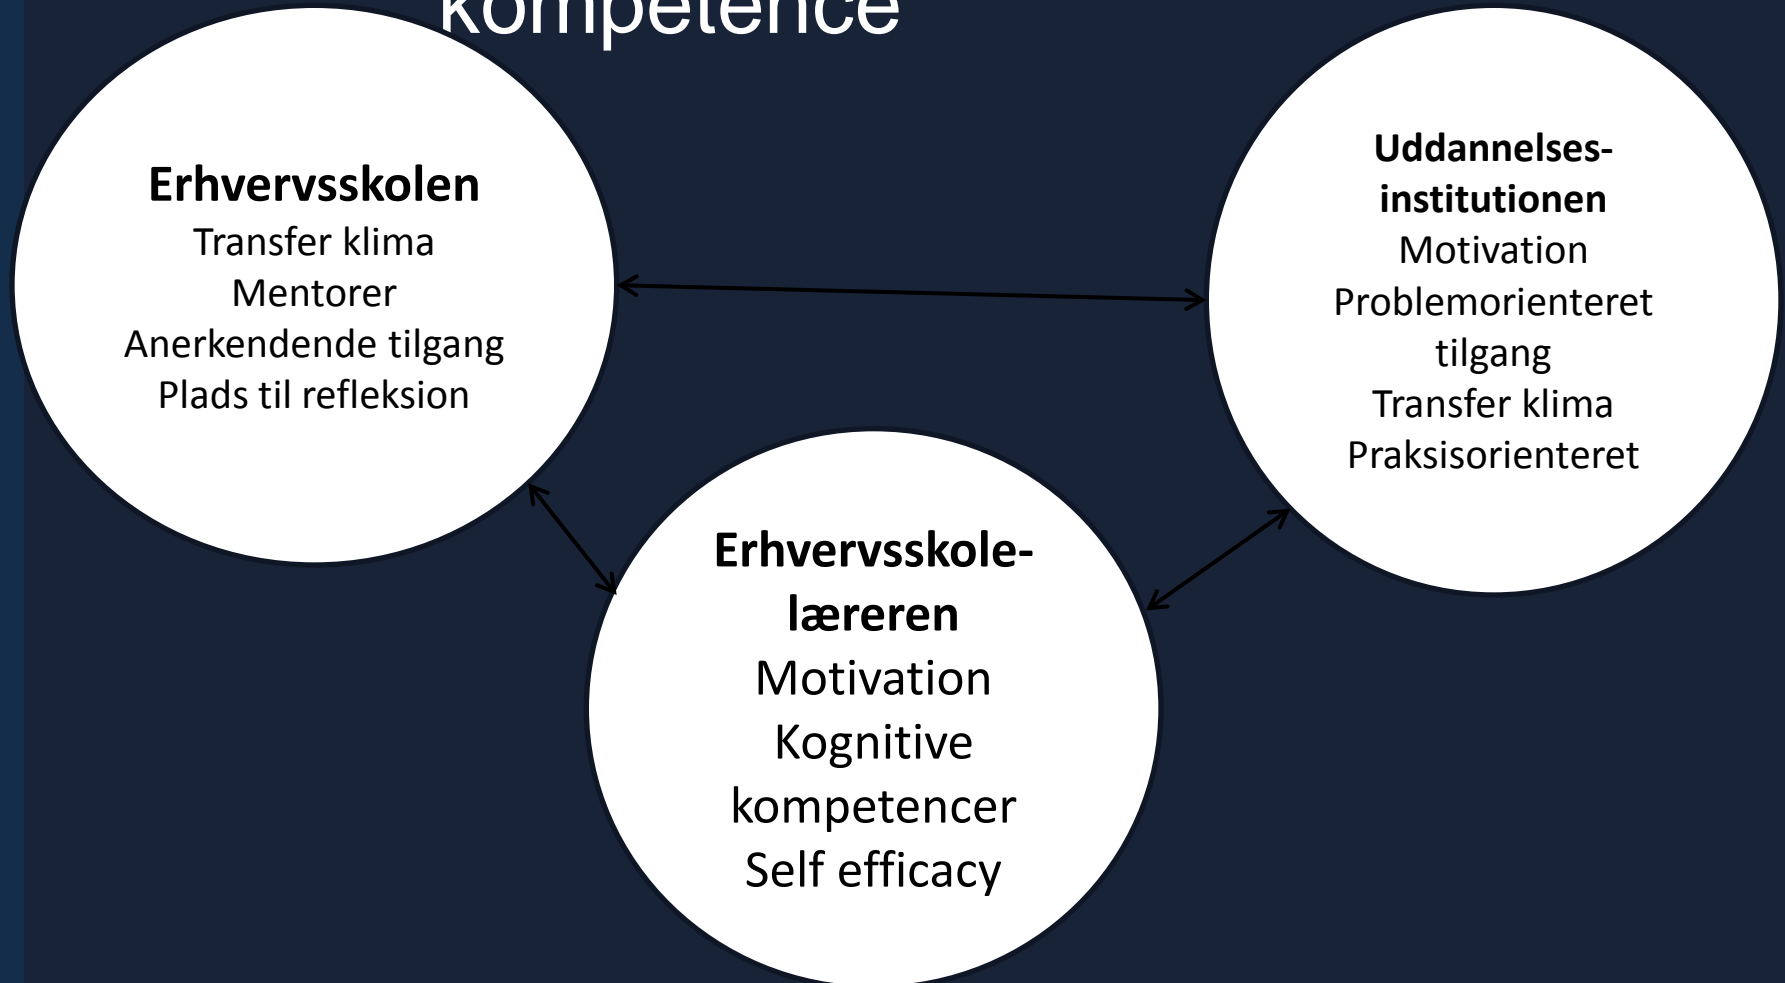 kompetence
Erhvervsskolen
Transfer klima
Mentorer
Anerkendende tilgang
Plads til refleksion
Uddannelses-
institutionen
Motivation
Problemorienteret
tilgang
Transfer klima
Praksisorienteret
Erhvervsskole-
læreren
Motivation
Kognitive
kompetencer
Self efficacy